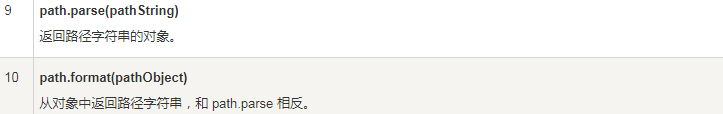 9 path.parse(pathString)
返回路径字符串的对象。
10 path.format(pathObject)
从对象中返回路径字符串，和 path.parse 相反。